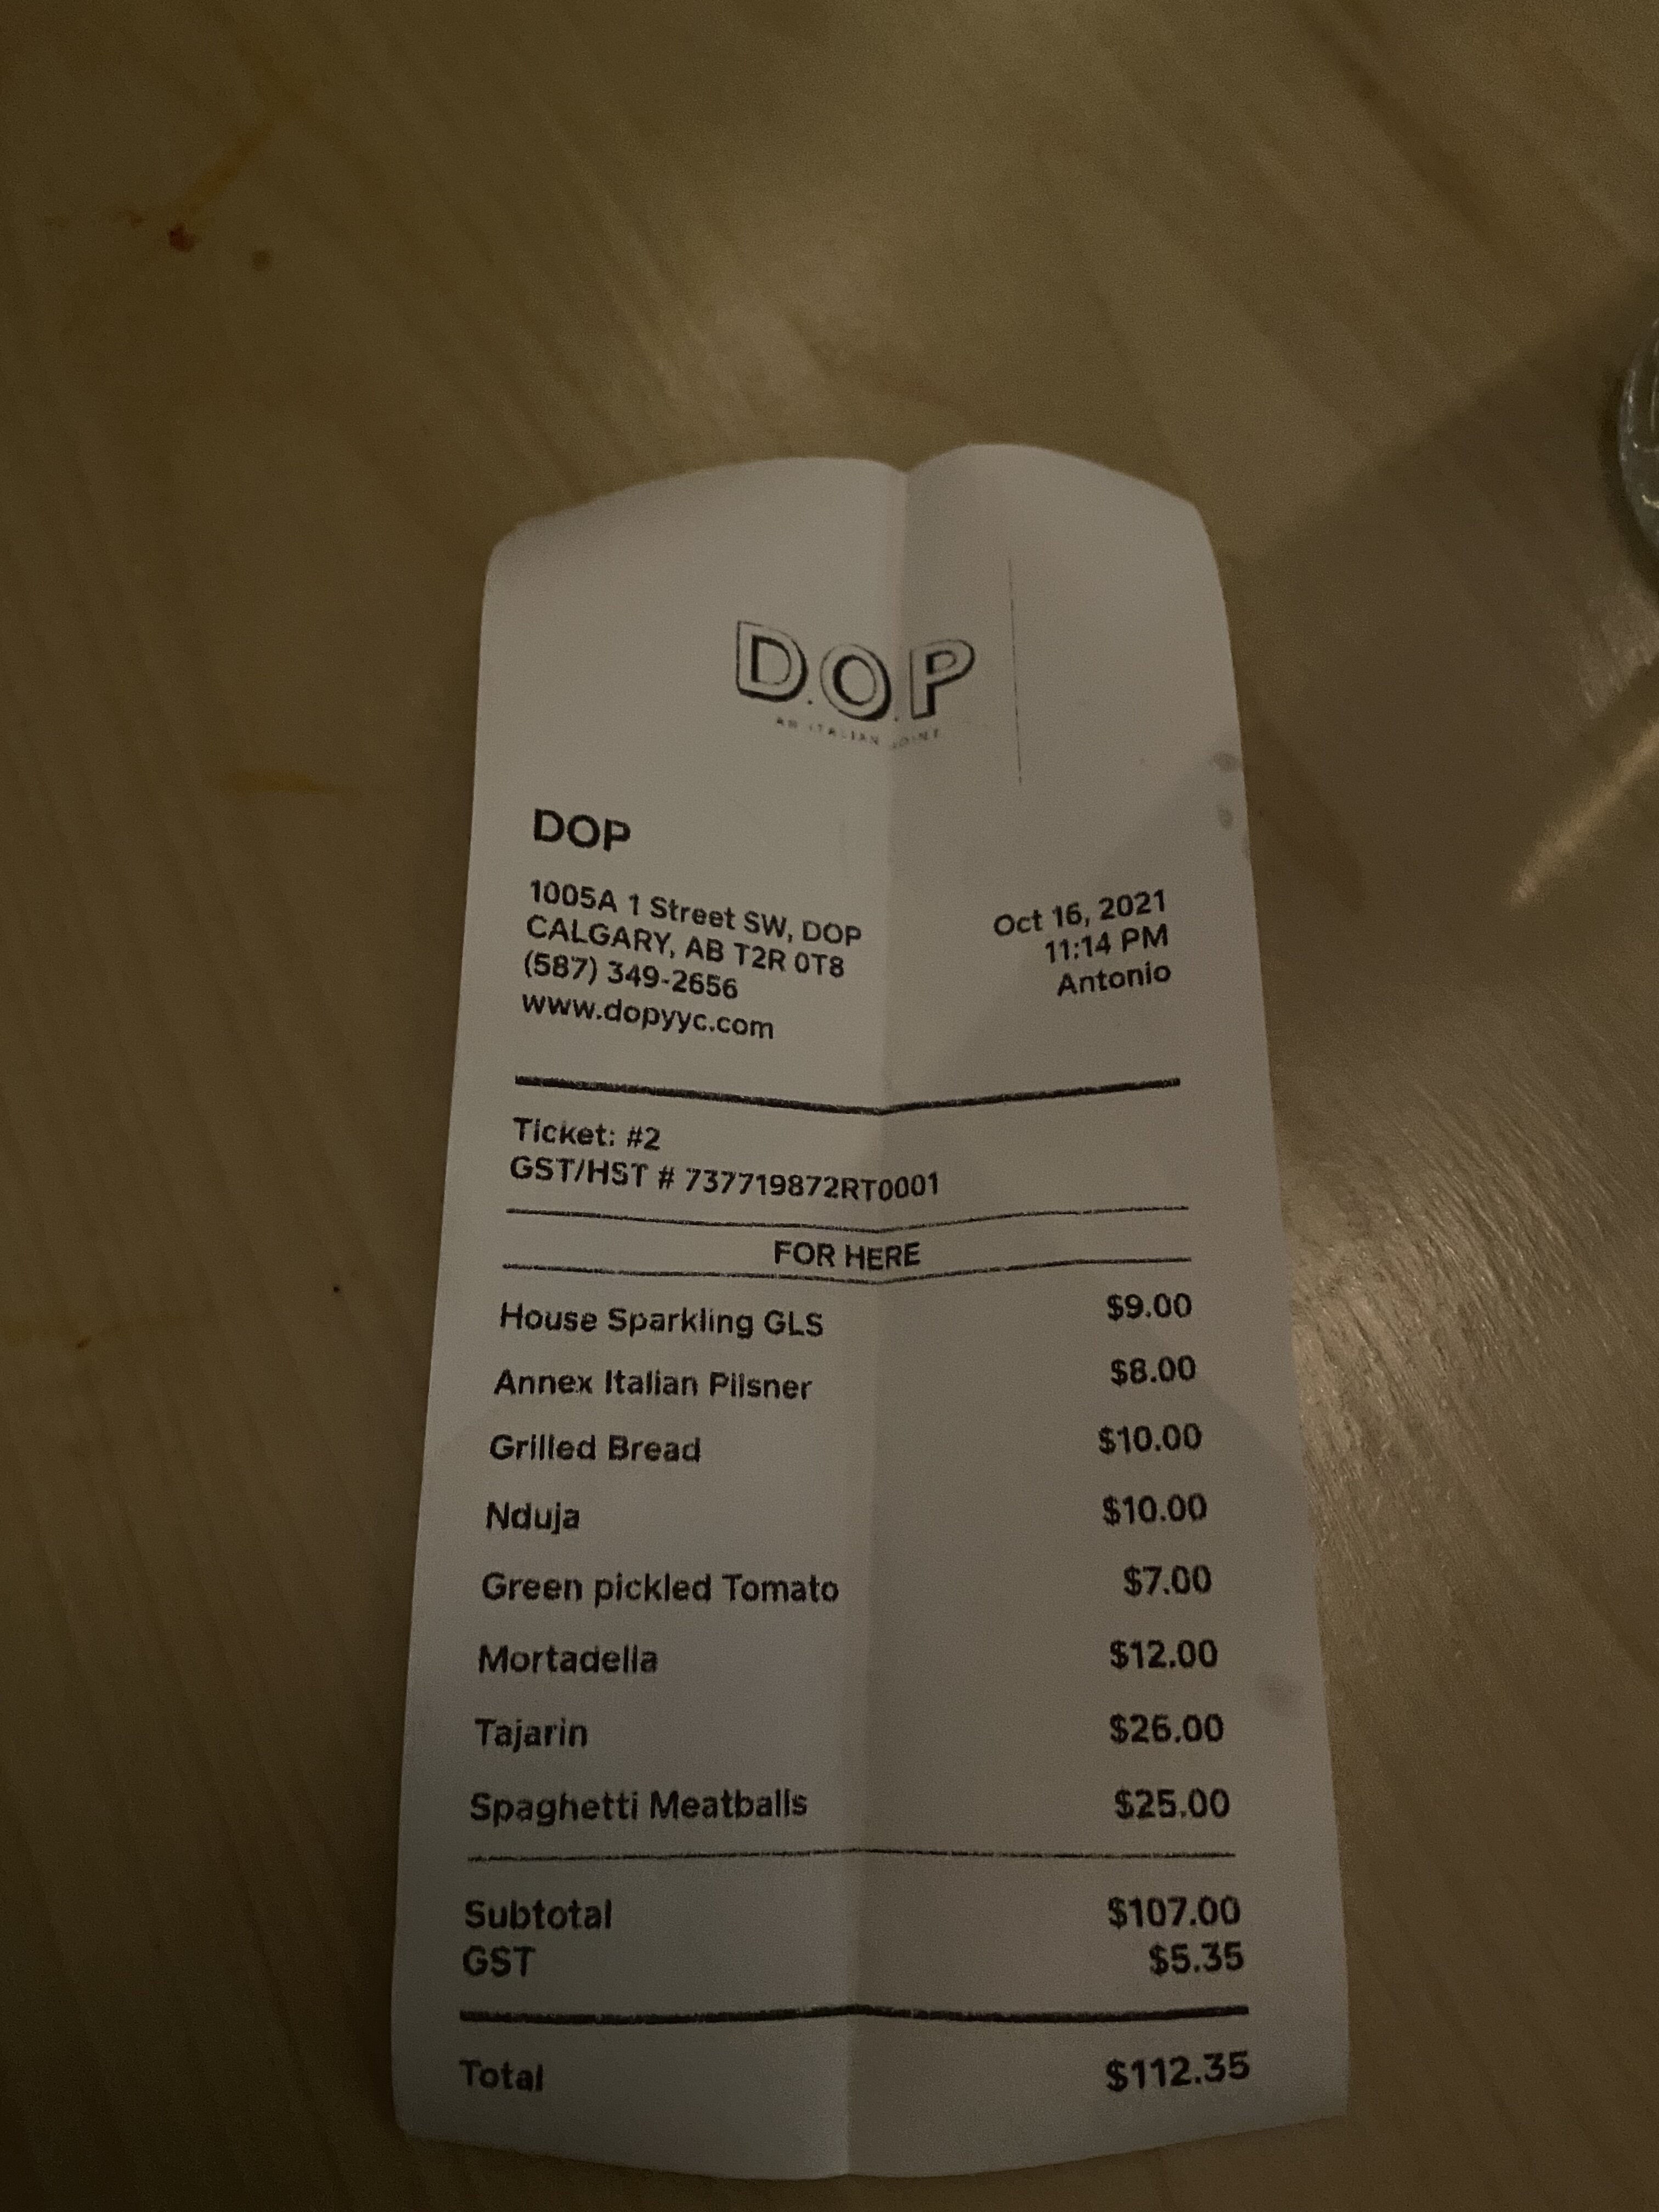 D.O.P
AN ITALIAN JOINT
DOP
1005A 1 Street SW, DOP
CALGARY, AB T2R 0T8
(587) 349-2656
www.dopyyc.com
Oct 16, 2021
11:14 PM
Antonio
Ticket: #2
GST/HST # 737719872RT0001
FOR HERE
House Sparkling GLS $9.00
Annex Italian Pilsner $8.00
Grilled Bread $10.00
Nduja $10.00
Green pickled Tomato $7.00
Mortadella $12.00
Tajarin $26.00
Spaghetti Meatballs $25.00
Subtotal $107.00
GST $5.35
Total $112.35